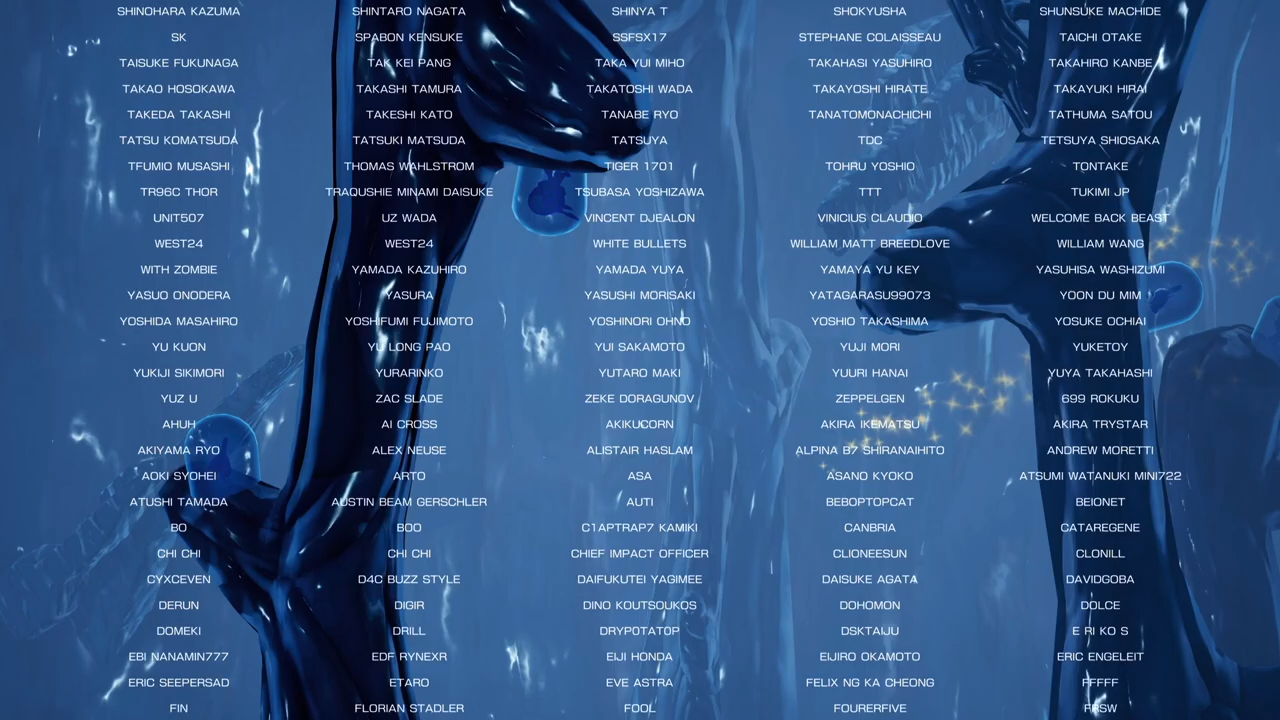 SHINOHARA KAZUMA SHINTARO NAGATA SHINYA T SHOKYUSHA SHUNSUKE MACHIDE
SK SPABON KENSUKE SSFSX17 STEPHANE COLAISSEAU TAICHI OTAKE
TAISUKE FUKUNAGA TAK KEI PANG TAKA YUI MIHO TAKAHASI YASUHIRO TAKAHIRO KANBE
TAKAO HOSOKAWA TAKASHI TAMURA TAKATOSHI WADA TAKAYOSHI HIRATE TAKAYUKI HIRAI
TAKEDA TAKASHI TAKESHI KATO TANABE RYO TANATOMONACHICHI TATHUMA SATOU
TATSU KOMATSUDA TATSUKI MATSUDA TATSUYA TDC TETSUYA SHIOSAKA
TFUMIO MUSASHI THOMAS WAHLSTROM TIGER 1701 TOHRU YOSHIO TONTAKE
TR96C THOR TRAQUSHIE MINAMI DAISUKE TSUBASA YOSHIZAWA TTT TUKIMI JP
UNIT507 UZ WADA VINCENT DJEALON VINICIUS CLAUDIO WELCOME BACK BEAST
WEST24 WEST24 WHITE BULLETS WILLIAM MATT BREEDLOVE WILLIAM WANG
WITH ZOMBIE YAMADA KAZUHIRO YAMADA YUYA YAMAYA YU KEY YASUHISA WASHIZUMI
YASUO ONODERA YASURA YASUSHI MORISAKI YATAGARASU99073 YOON DU MIM
YOSHIDA MASAHIRO YOSHIFUMI FUJIMOTO YOSHINORI OHNO YOSHIO TAKASHIMA YOSUKE OCHIAI
YU KUON YU LONG PAO YUI SAKAMOTO YUJI MORI YUKETOY
YUKIJI SIKIMORI YURARINKO YUTARO MAKI YUURI HANAI YUYA TAKAHASHI
YUZ U ZAC SLADE ZEKE DORAGUNOV ZEPPELGEN 699 ROKUKU
AHUH AI CROSS AKIKUCORN AKIRA IKEMATSU AKIRA TRYSTAR
AKIYAMA RYO ALEX NEUSE ALISTAIR HASLAM ALPINA B7 SHIRANAIHITO ANDREW MORETTI
AOKI SYOHEI ARTO ASA ASANO KYOKO ATSUMI WATANUKI MINI722
ATUSHI TAMADA AUSTIN BEAM GERSCHLER AUTI BEBOPTOPCAT BEIONET
BO BOO C1APTRAP7 KAMIKI CANBRIA CATAREGENE
CHI CHI CHI CHI CHIEF IMPACT OFFICER CLIONEESUN CLONILL
CYXCEVEN D4C BUZZ STYLE DAIFUKUTEI YAGIMEE DAISUKE AGATA DAVIDGOBA
DERUN DIGIR DINO KOUTSOUKOS DOHOMON DOLCE
DOMEKI DRILL DRYP0TAT0P DSKTAIJU E RI KO S
EBI NANAMIN777 EDF RYNEXR EIJI HONDA EIJIRO OKAMOTO ERIC ENGELEIT
ERIC SEEPERSAD ETARO EVE ASTRA FELIX NG KA CHEONG FFFFF
FIN FLORIAN STADLER FOOL FOURERFIVE FRSW